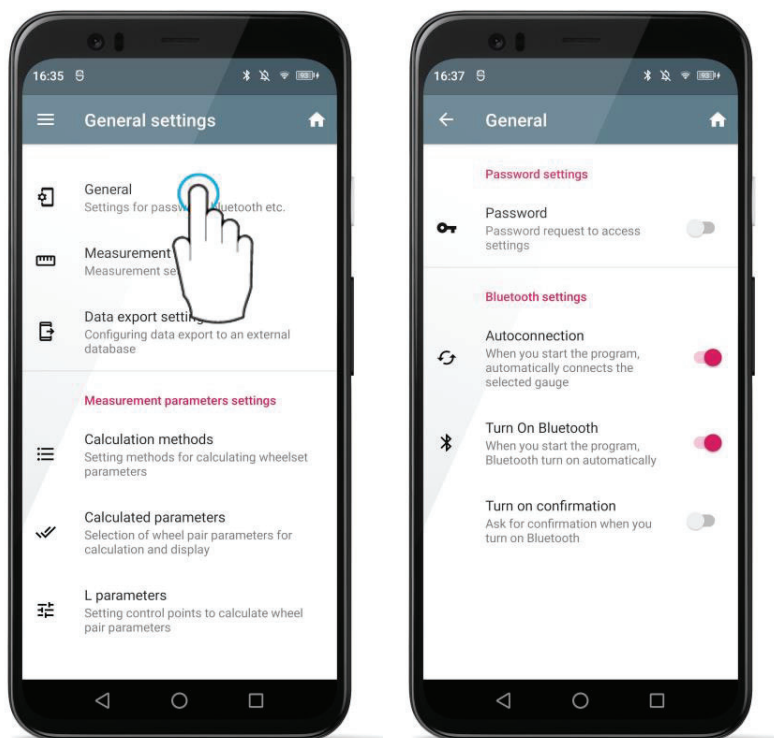 16:35
General settings
General
Settings for passw luetooth etc.
Measurement
Measurement se
Data export settin
Configuring data export to an external
database
Measurement parameters settings
Calculation methods
Setting methods for calculating wheelset
parameters
Calculated parameters
Selection of wheel pair parameters for
calculation and display
L parameters
Setting control points to calculate wheel
pair parameters
16:37
General
Password settings
Password
Password request to access
settings
Bluetooth settings
Autoconnection
When you start the program,
automatically connects the
selected gauge
Turn On Bluetooth
When you start the program,
Bluetooth turn on automatically
Turn on confirmation
Ask for confirmation when you
turn on Bluetooth